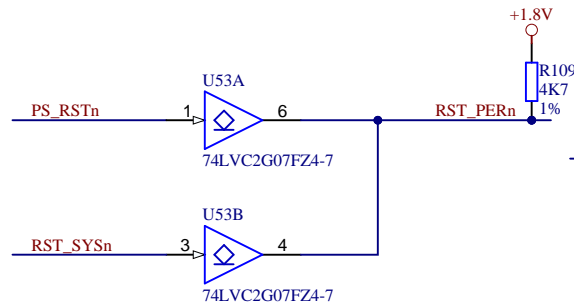 +1.8V
R109
4K7
1%
U53A
PS_RSTn
1
6
RST_PERn
74LVC2G07FZ4-7
U53B
RST_SYSn
3
4
74LVC2G07FZ4-7